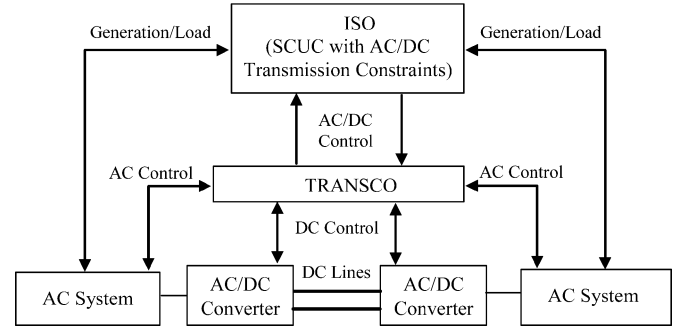 ISO
(SCUC with AC/DC
Transmission Constraints)
Generation/Load
Generation/Load
AC/DC
Control
AC Control
AC Control
TRANSCO
DC Control
DC Lines
AC System
AC/DC
Converter
AC/DC
Converter
AC System